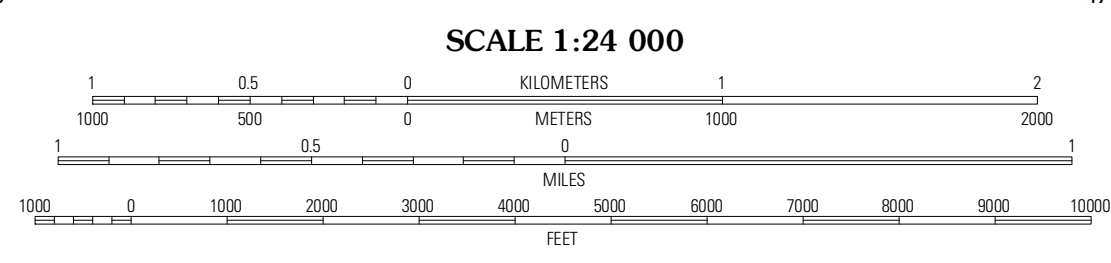 SCALE 1:24 000
1 0.5 0 KILOMETERS 1 2
1000 500 0 METERS 1000 2000
1 0.5 0 1
MILES
1000 0 1000 2000 3000 4000 5000 6000 7000 8000 9000 10000
FEET